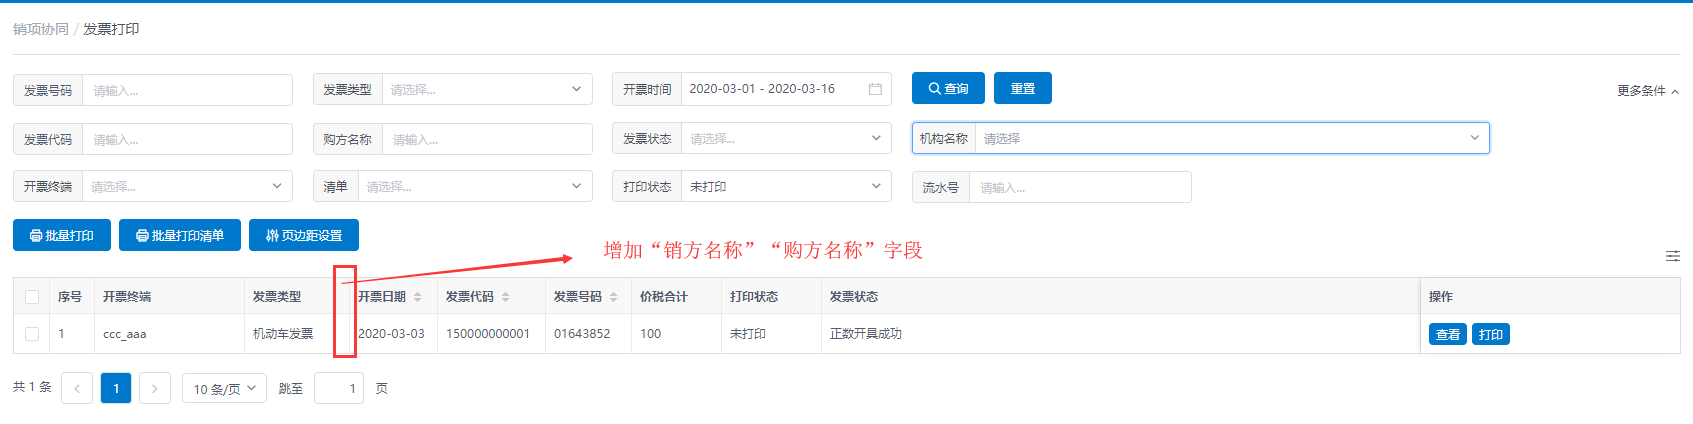 销项协同 / 发票打印
发票号码 请输入... 发票类型 请选择... 开票时间 2020-03-01 - 2020-03-16 查询 重置 更多条件
发票代码 请输入... 购方名称 请输入... 发票状态 请选择... 机构名称 请选择
开票终端 请选择... 清单 请选择... 打印状态 未打印 流水号 请输入...
批量打印 批量打印清单 页边距设置
增加“销方名称”“购方名称”字段
序号 开票终端 发票类型 开票日期 发票代码 发票号码 价税合计 打印状态 发票状态 操作
1 ccc_aaa 机动车发票 2020-03-03 150000000001 01643852 100 未打印 正数开具成功 查看 打印
共 1 条 < 1 > 10 条/页 跳至 1 页